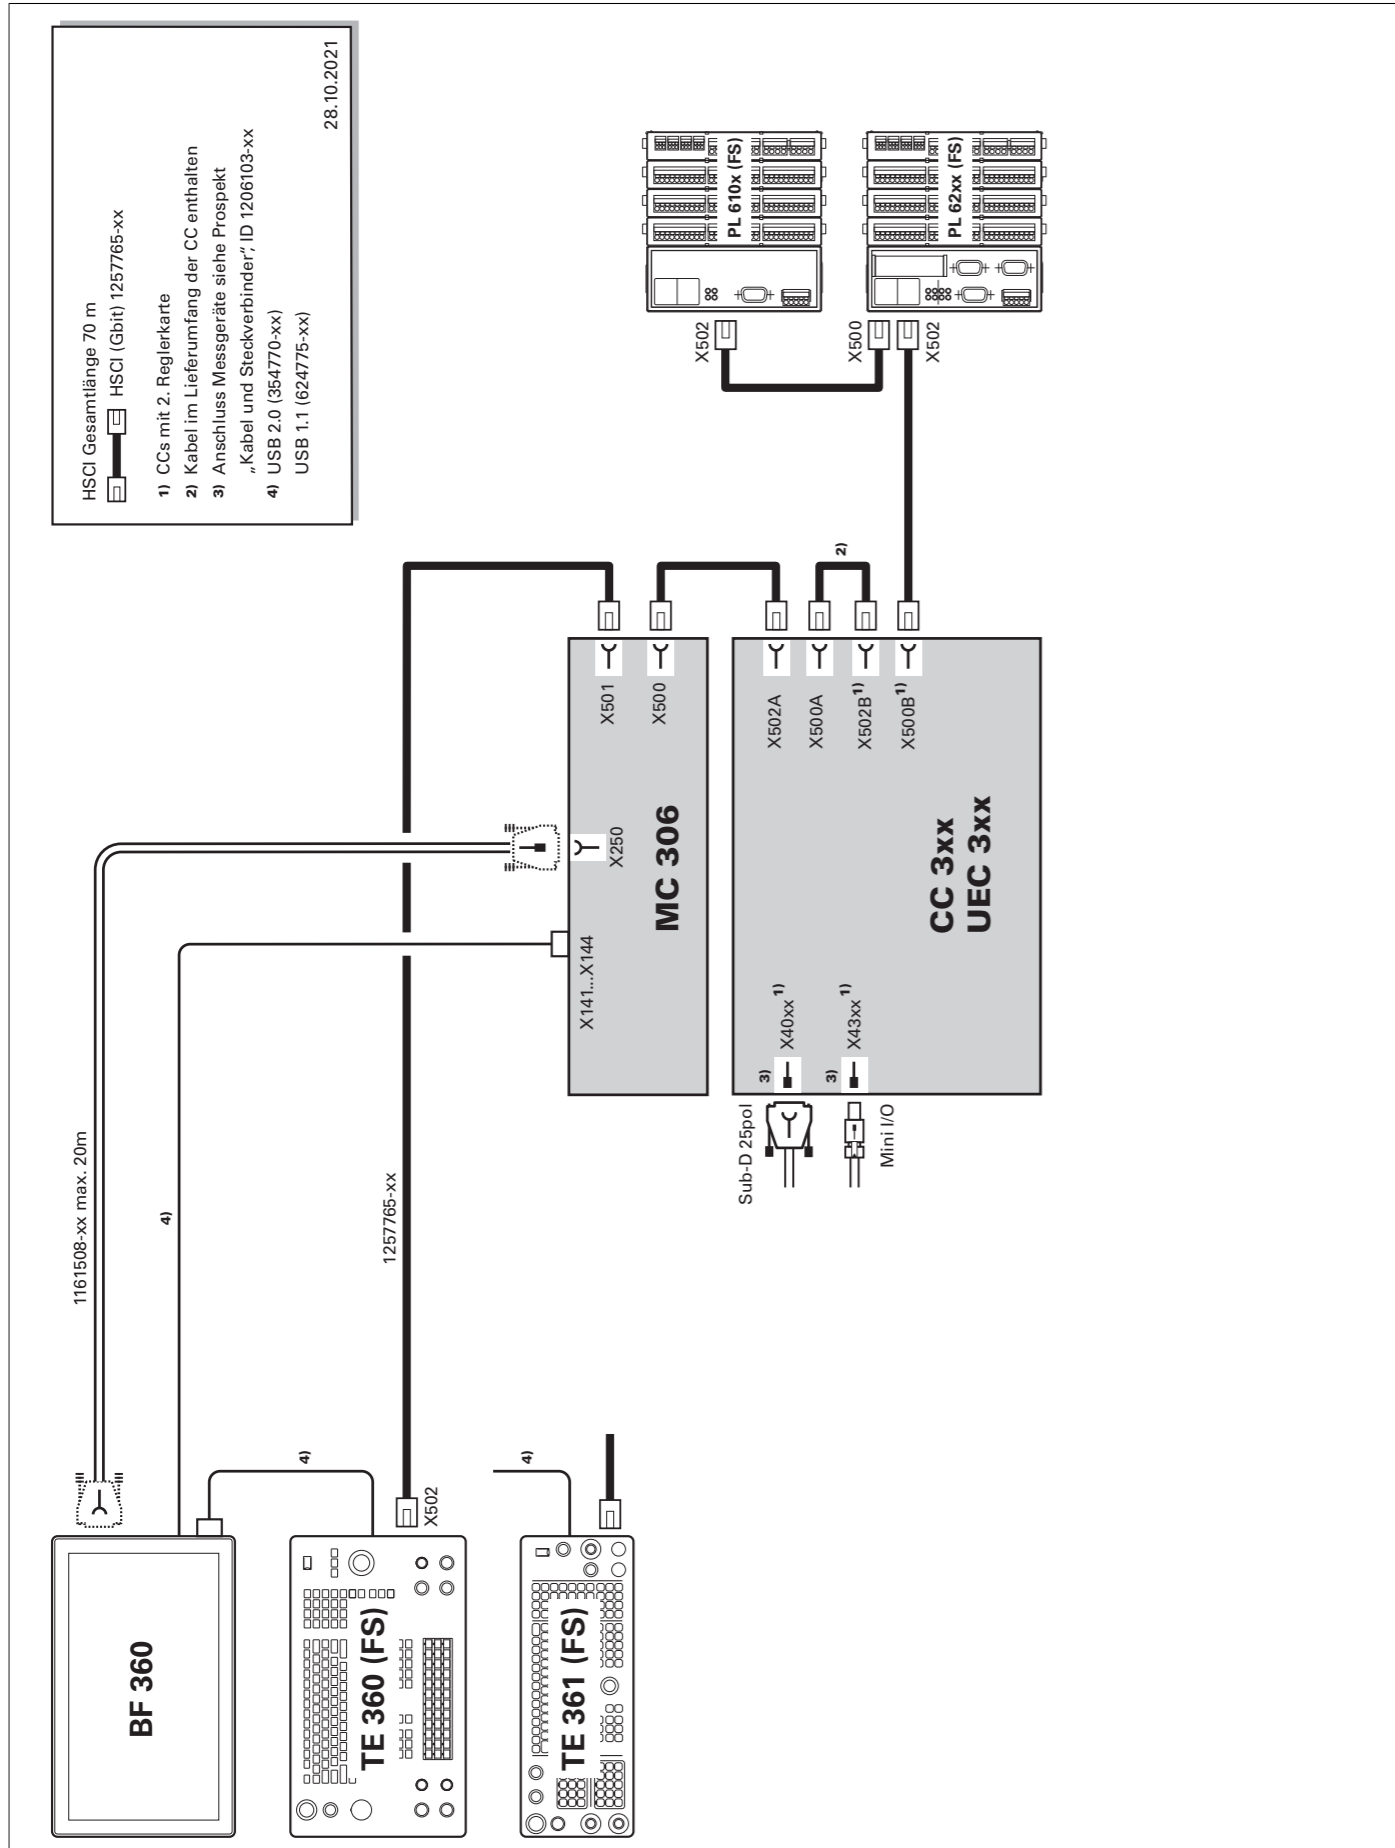 HSCI Gesamtlänge 70 m
HSCI (Gbit) 1257765-xx
1) CCs mit 2. Reglerkarte
2) Kabel im Lieferumfang der CC enthalten
3) Anschluss Messgeräte siehe Prospekt
„Kabel und Steckverbinder", ID 1206103-xx
4) USB 2.0 (354770-xx)
USB 1.1 (624775-xx)
28.10.2021
BF 360
1161508-xx max. 20m
4)
4)
TE 360 (FS)
X502
1257765-xx
TE 361 (FS)
4)
X141...X144
X250
X501
X500
MC 306
Sub-D 25pol
3)
X40xx 1)
Mini I/O
3)
X43xx 1)
CC 3xx
UEC 3xx
X502A
X500A
X502B 1)
X500B 1)
2)
X502
X500
X502
PL 610x (FS)
PL 62xx (FS)